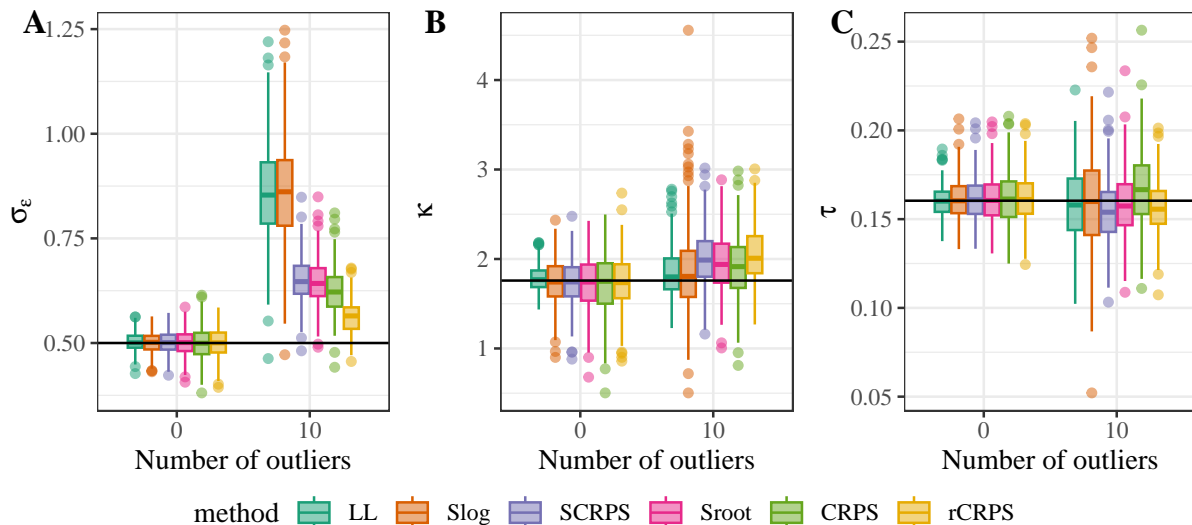 A
1.25
1.00
0.75
0.50
σε
0
10
Number of outliers
B
4
3
2
1
κ
0
10
Number of outliers
C
0.25
0.20
0.15
0.10
0.05
τ
0
10
Number of outliers
method LL Slog SCRPS Sroot CRPS rCRPS